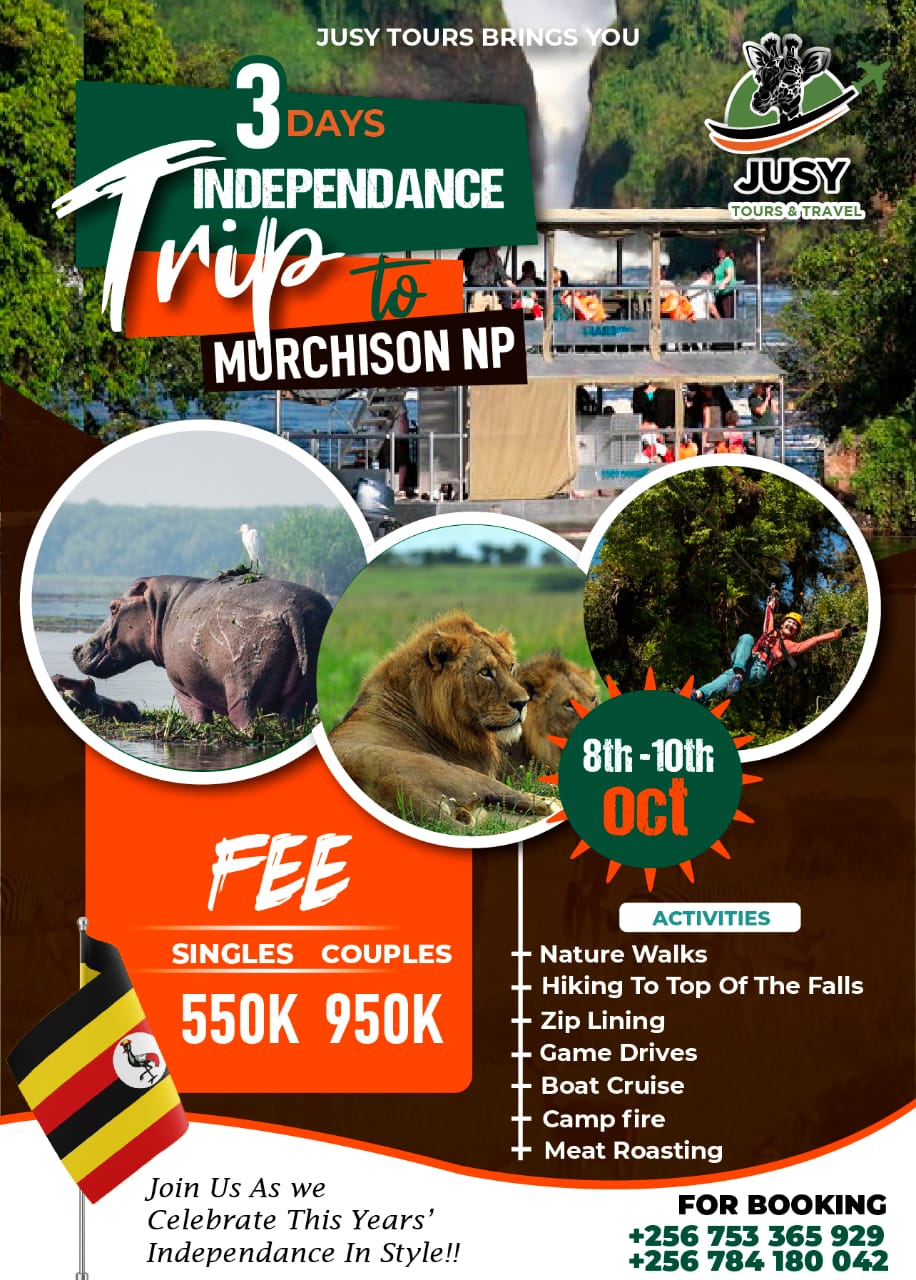 JUSY TOURS BRINGS YOU
3 DAYS
INDEPENDANCE
Trip to
MURCHISON NP
JUSY
TOURS & TRAVEL
8th -10th
oct
FEE
SINGLES COUPLES
550K 950K
ACTIVITIES
Nature Walks
Hiking To Top Of The Falls
Zip Lining
Game Drives
Boat Cruise
Camp fire
Meat Roasting
Join Us As we
Celebrate This Years'
Independance In Style!!
FOR BOOKING
+256 753 365 929
+256 784 180 042